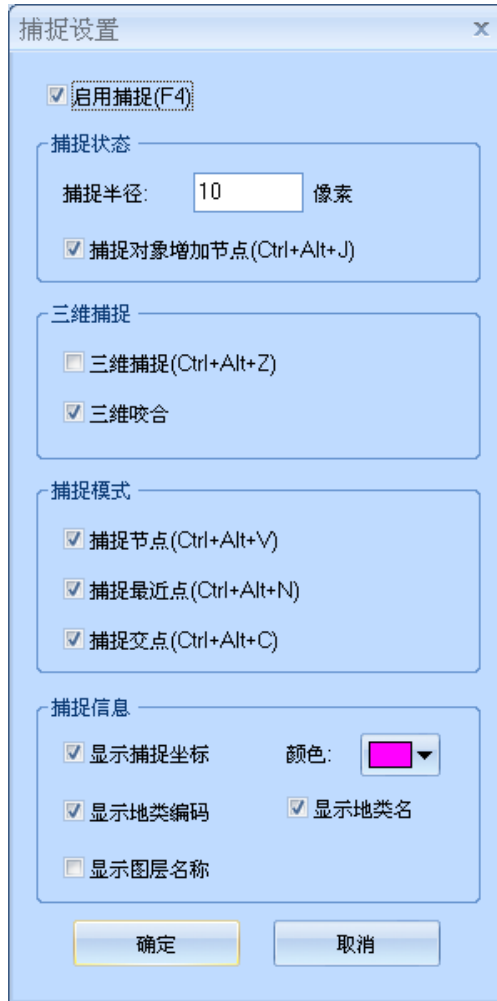 捕捉设置
启用捕捉(F4)
捕捉状态
捕捉半径: 10 像素
捕捉对象增加节点(Ctrl+Alt+J)
三维捕捉
三维捕捉(Ctrl+Alt+Z)
三维咬合
捕捉模式
捕捉节点(Ctrl+Alt+V)
捕捉最近点(Ctrl+Alt+N)
捕捉交点(Ctrl+Alt+C)
捕捉信息
显示捕捉坐标 颜色:
显示地类编码 显示地类名
显示图层名称
确定 取消